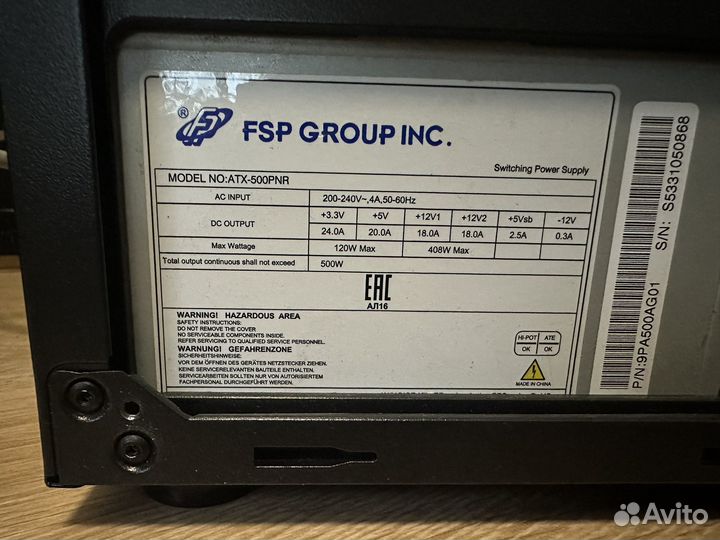 ® FSP GROUP INC.
Switching Power Supply
MODEL NO:ATX-500PNR
AC INPUT 200-240V~,4A,50-60Hz
DC OUTPUT +3.3V +5V +12V1 +12V2 +5Vsb -12V
24.0A 20.0A 18.0A 18.0A 2.5A 0.3A
Max Wattage 120W Max 408W Max
Total output continuous shall not exceed 500W
EAC
АЛ16
WARNING! HAZARDOUS AREA
SAFETY INSTRUCTIONS:
DO NOT REMOVE THE COVER
NO SERVICEABLE COMPONENTS INSIDE.
REFER TO QUALIFIED SERVICE PERSONNEL.
WARNUNG! GEFAHRENZONE
SICHERHEITSHINWEISE:
VOR DEM ÖFFNEN DES GERÄTES NETZSTECKER ZIEHEN.
KEINE SERVICERELEVANTEN BAUTEILE ENTHALTEN
SERVICEARBEITEN SOLLTEN NUR VON AUTORISIERTEM
FACHPERSONAL DURCHGEFÜHRT WERDEN
HI-POT ATE
OK OK
MADE IN CHINA
S/N: S5331050868
P/N:9PA500AG01
Avito